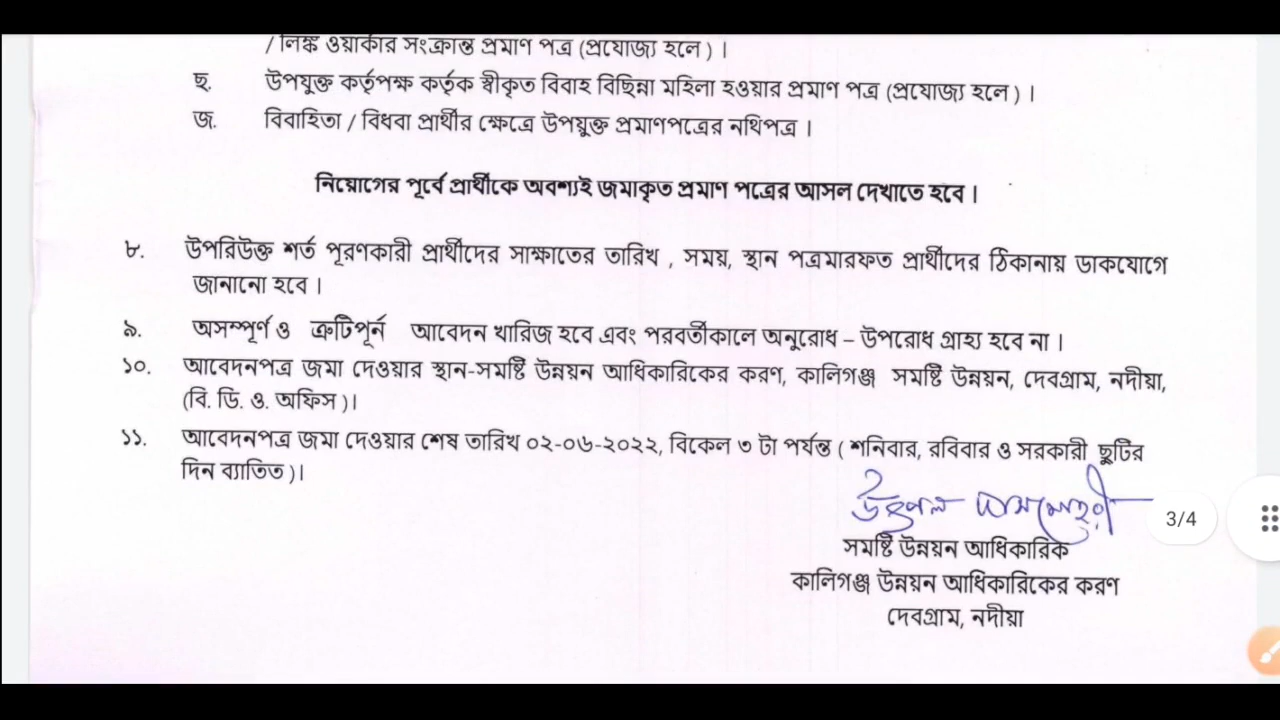 / লিঙ্ক ওয়ার্কার সংক্রান্ত প্রমাণ পত্র (প্রযোজ্য হলে) ।
ছ. উপযুক্ত কর্তৃপক্ষ কর্তৃক স্বীকৃত বিবাহ বিছিন্না মহিলা হওয়ার প্রমাণ পত্র (প্রযোজ্য হলে) ।
জ. বিবাহিতা / বিধবা প্রার্থীর ক্ষেত্রে উপযুক্ত প্রমাণপত্রের নথিপত্র ।
নিয়োগের পূর্বে প্রার্থীকে অবশ্যই জমাকৃত প্রমাণ পত্রের আসল দেখাতে হবে ।
৮. উপরিউক্ত শর্ত পূরণকারী প্রার্থীদের সাক্ষাতের তারিখ , সময়, স্থান পত্রমারফত প্রার্থীদের ঠিকানায় ডাকযোগে
জানানো হবে ।
৯. অসম্পূর্ণ ও ত্রুটিপূর্ন আবেদন খারিজ হবে এবং পরবর্তীকালে অনুরোধ – উপরোধ গ্রাহ্য হবে না ।
১০. আবেদনপত্র জমা দেওয়ার স্থান-সমষ্টি উন্নয়ন আধিকারিকের করণ, কালিগঞ্জ সমষ্টি উন্নয়ন, দেবগ্রাম, নদীয়া,
(বি. ডি. ও. অফিস)।
১১. আবেদনপত্র জমা দেওয়ার শেষ তারিখ ০২-০৬-২০২২, বিকেল ৩ টা পর্যন্ত ( শনিবার, রবিবার ও সরকারী ছুটির
দিন ব্যাতিত)।
উৎপল
3/4
সমষ্টি উন্নয়ন আধিকারিক
কালিগঞ্জ উন্নয়ন আধিকারিকের করণ
দেবগ্রাম, নদীয়া